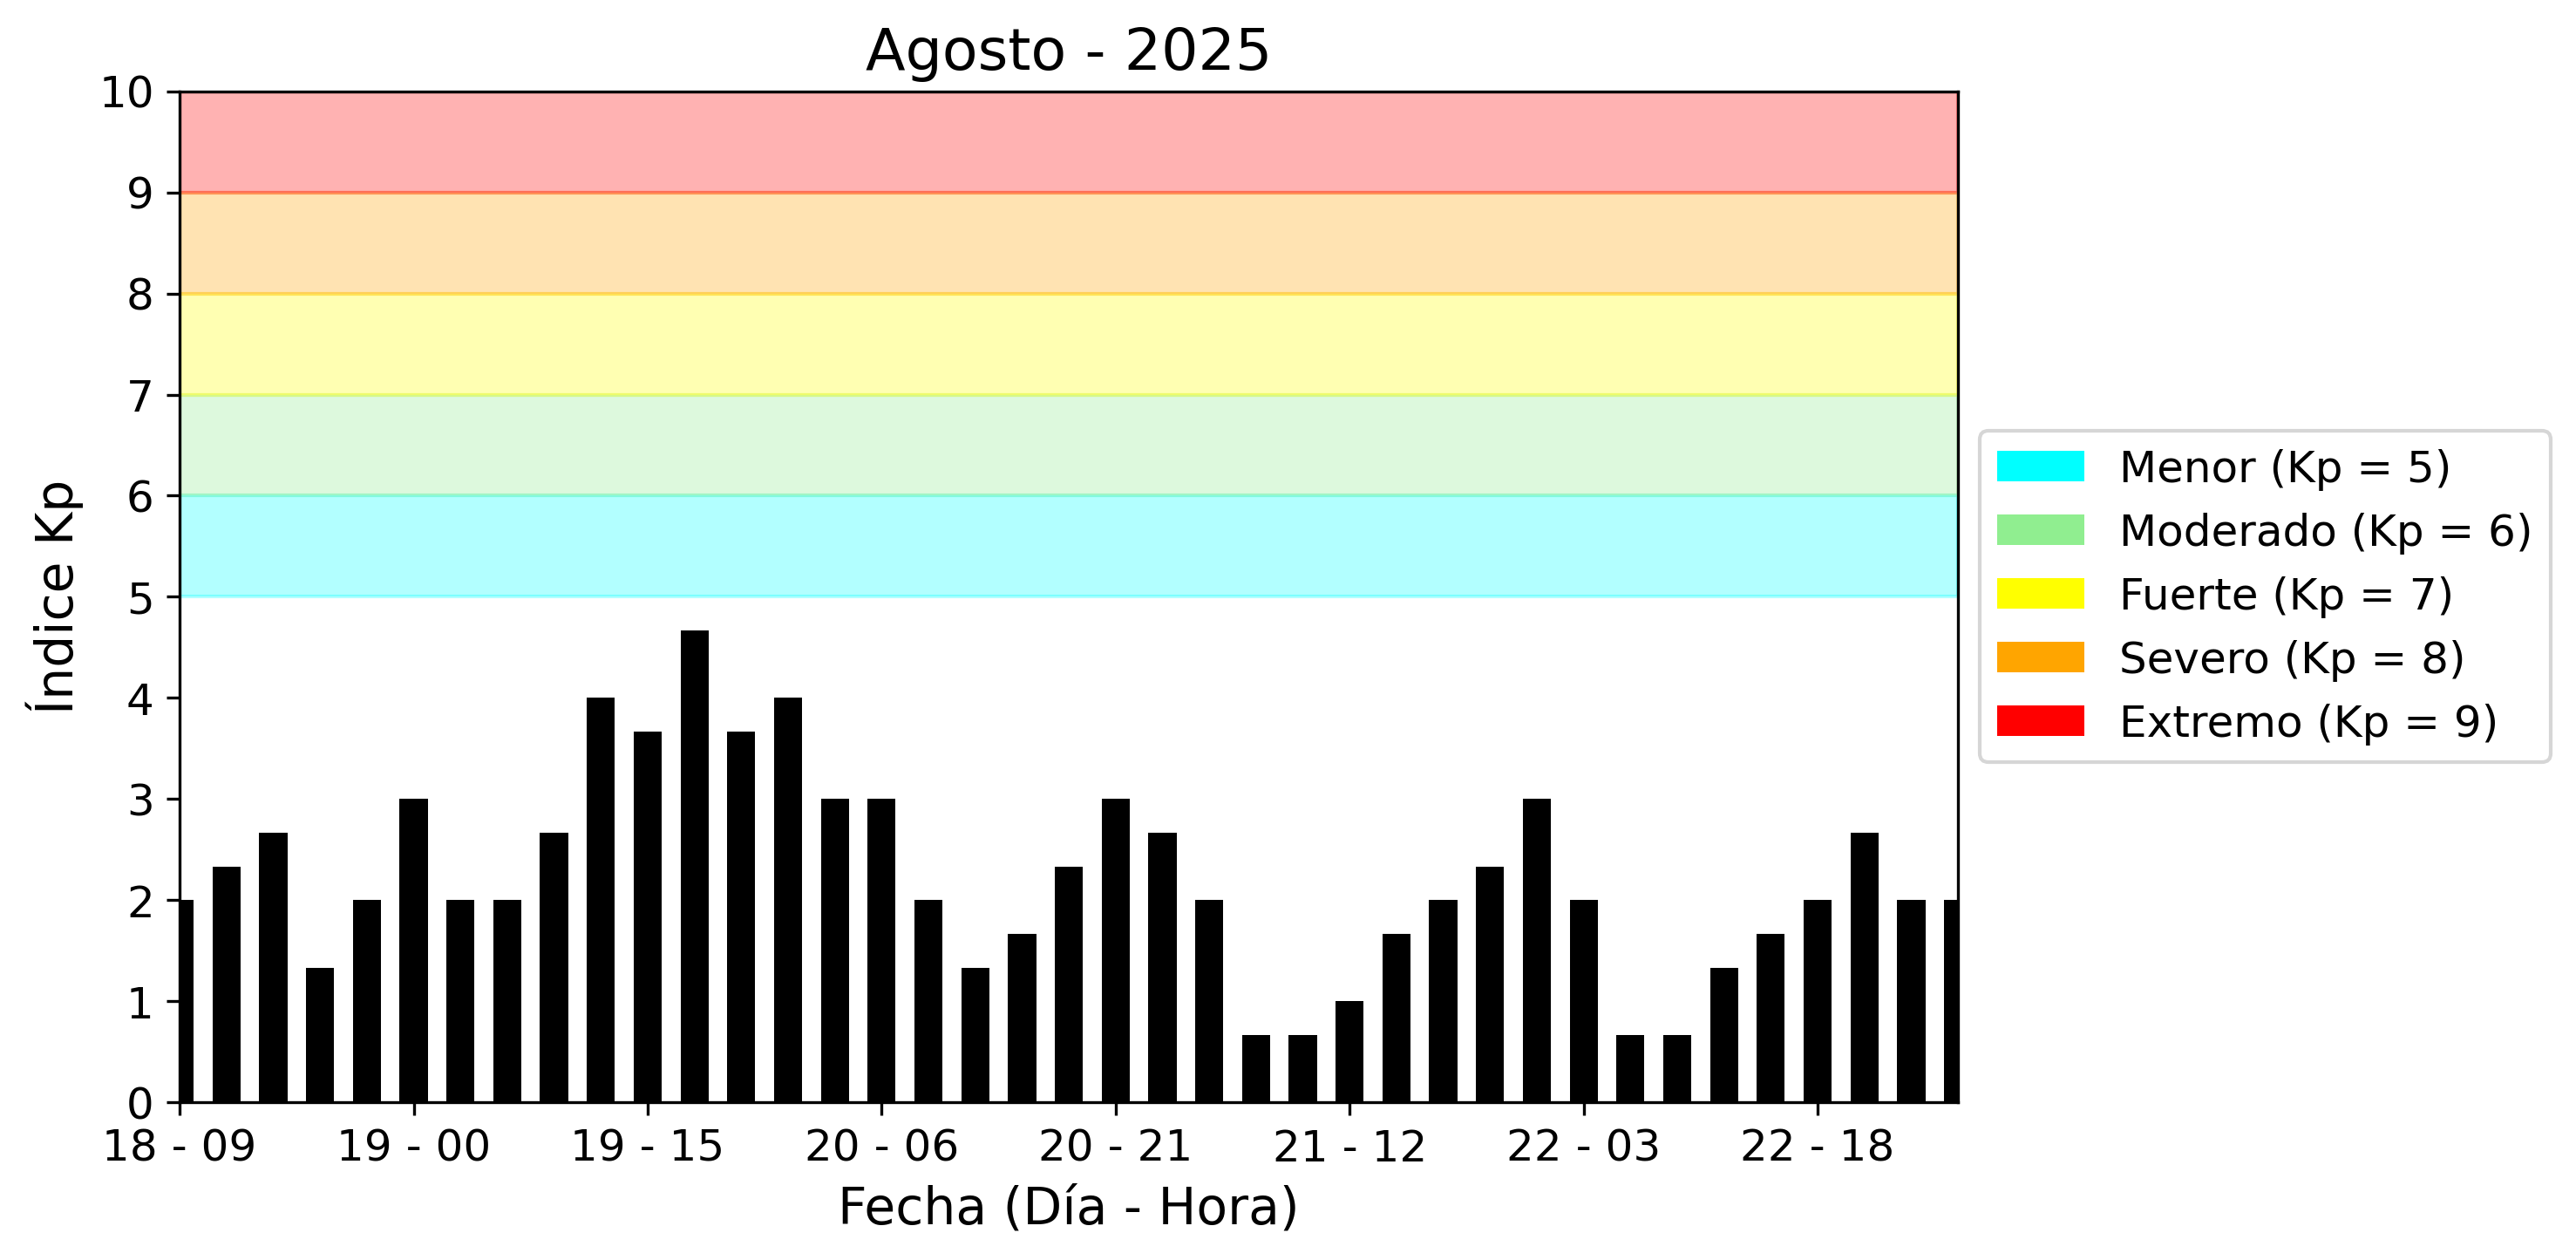 Agosto - 2025
10
9
8
7
6
5
4
3
2
1
0
Índice Kp
18 - 09
19 - 00
19 - 15
20 - 06
20 - 21
21 - 12
22 - 03
22 - 18
Fecha (Día - Hora)
Menor (Kp = 5)
Moderado (Kp = 6)
Fuerte (Kp = 7)
Severo (Kp = 8)
Extremo (Kp = 9)